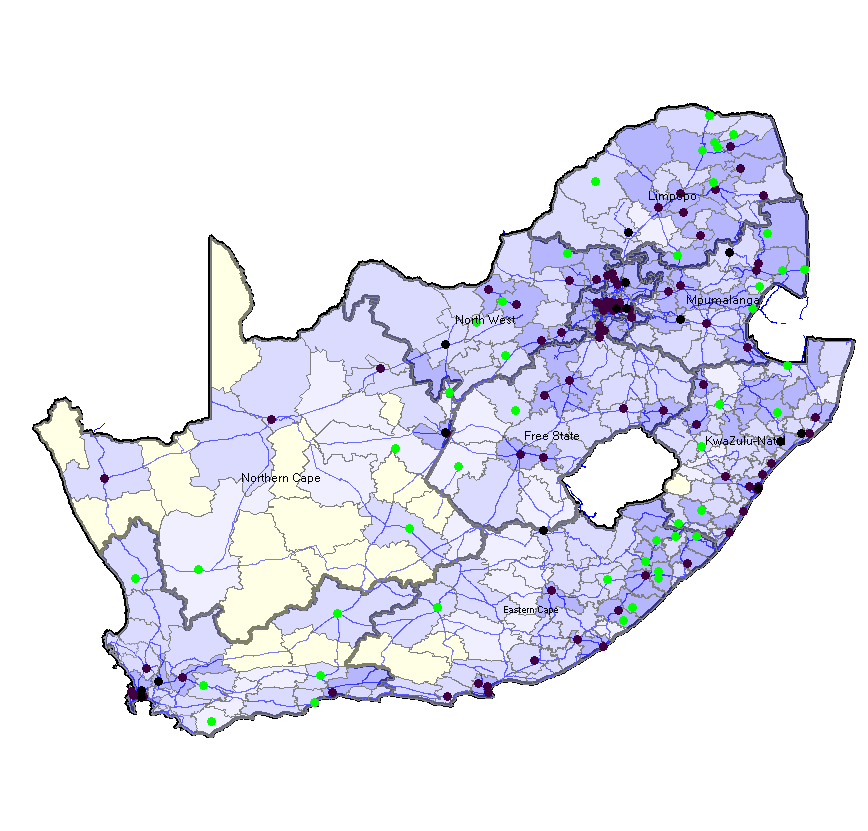 Limpopo
Mpumalanga
North West
Free State
KwaZulu-Natal
Northern Cape
Eastern Cape